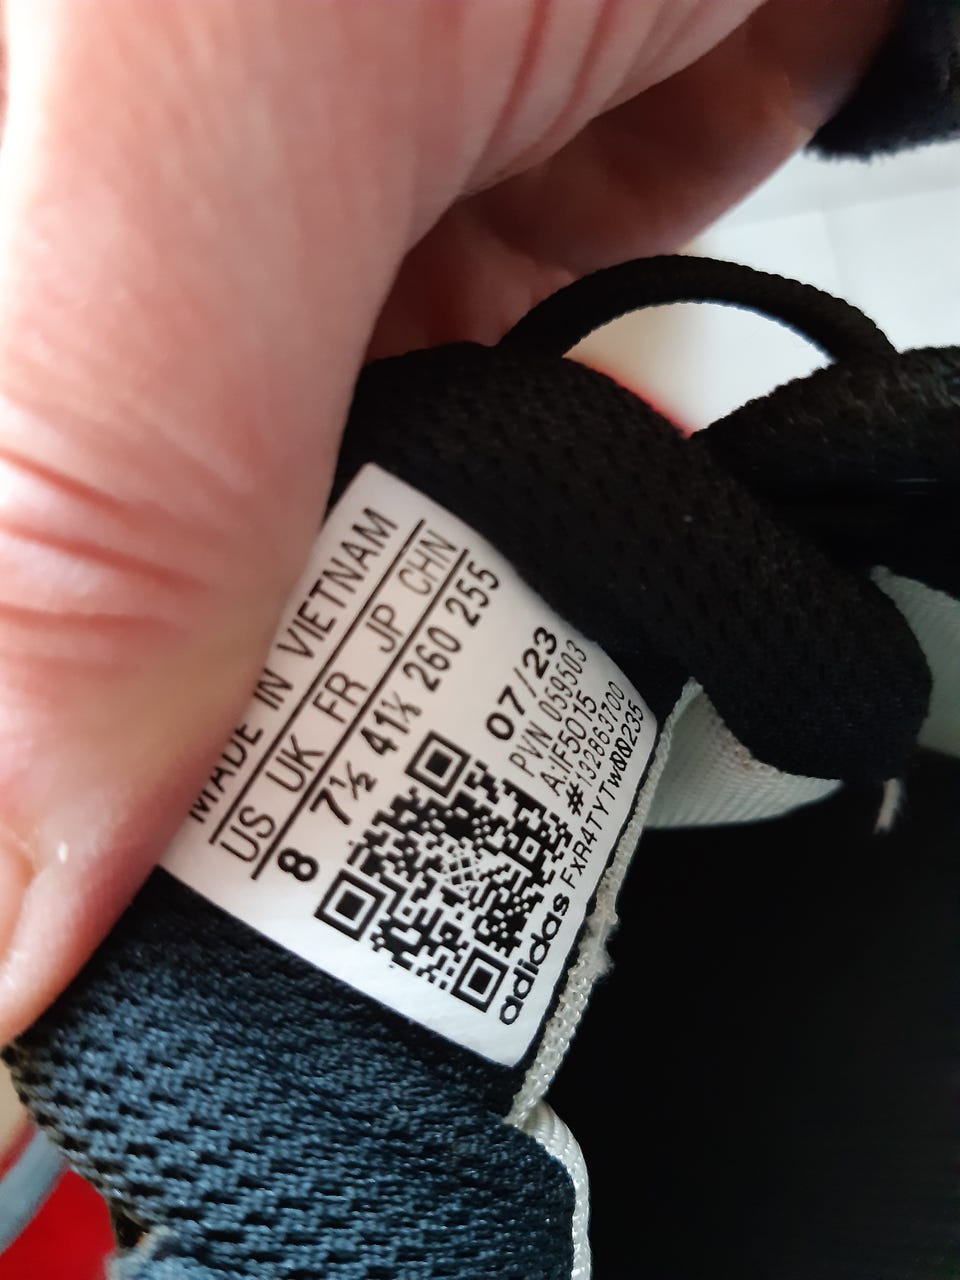 MADE IN VIETNAM
US UK FR JP CHN
8 7½ 41⅓ 260 255
07/23
PVN 059503
A:IF5015
#132863700
adidas FxR4TYTwØØ235